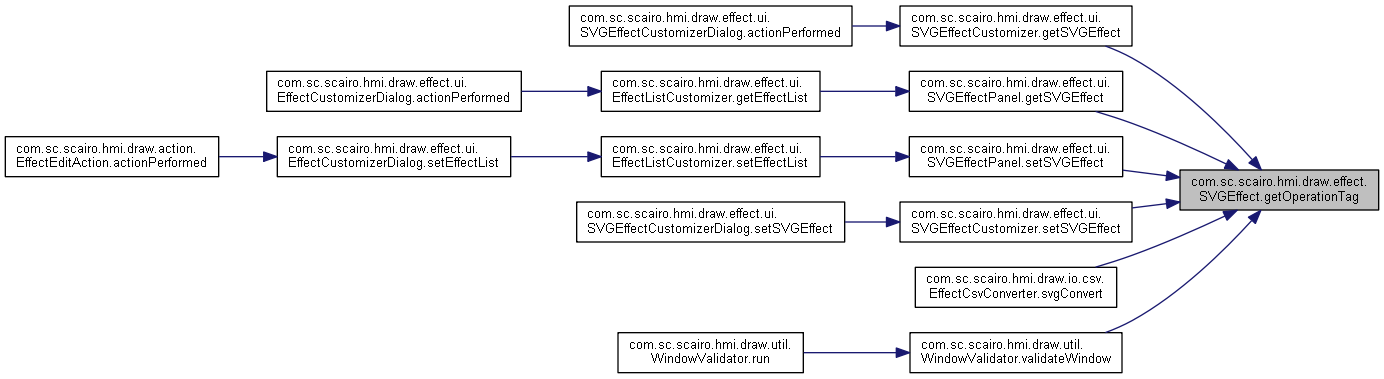 com.sc.scairo.hmi.draw.effect.ui.
SVGEffectCustomizerDialog.actionPerformed
com.sc.scairo.hmi.draw.effect.ui.
SVGEffectCustomizer.getSVGEffect
com.sc.scairo.hmi.draw.effect.ui.
EffectCustomizerDialog.actionPerformed
com.sc.scairo.hmi.draw.effect.ui.
EffectListCustomizer.getEffectList
com.sc.scairo.hmi.draw.effect.ui.
SVGEffectPanel.getSVGEffect
com.sc.scairo.hmi.draw.action.
EffectEditAction.actionPerformed
com.sc.scairo.hmi.draw.effect.ui.
EffectCustomizerDialog.setEffectList
com.sc.scairo.hmi.draw.effect.ui.
EffectListCustomizer.setEffectList
com.sc.scairo.hmi.draw.effect.ui.
SVGEffectPanel.setSVGEffect
com.sc.scairo.hmi.draw.effect.
SVGEffect.getOperationTag
com.sc.scairo.hmi.draw.effect.ui.
SVGEffectCustomizerDialog.setSVGEffect
com.sc.scairo.hmi.draw.effect.ui.
SVGEffectCustomizer.setSVGEffect
com.sc.scairo.hmi.draw.io.csv.
EffectCsvConverter.svgConvert
com.sc.scairo.hmi.draw.util.
WindowValidator.run
com.sc.scairo.hmi.draw.util.
WindowValidator.validateWindow